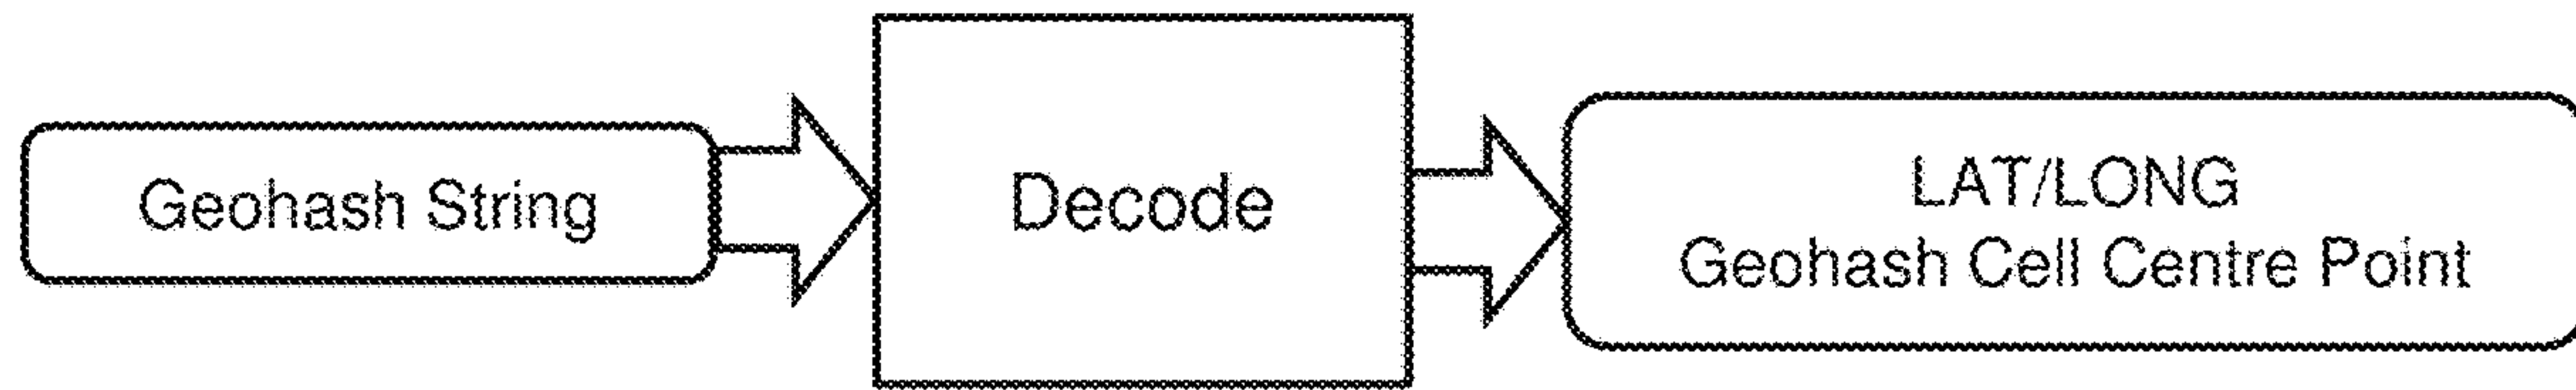 Geohash String
Decode
LAT/LONG
Geohash Cell Centre Point